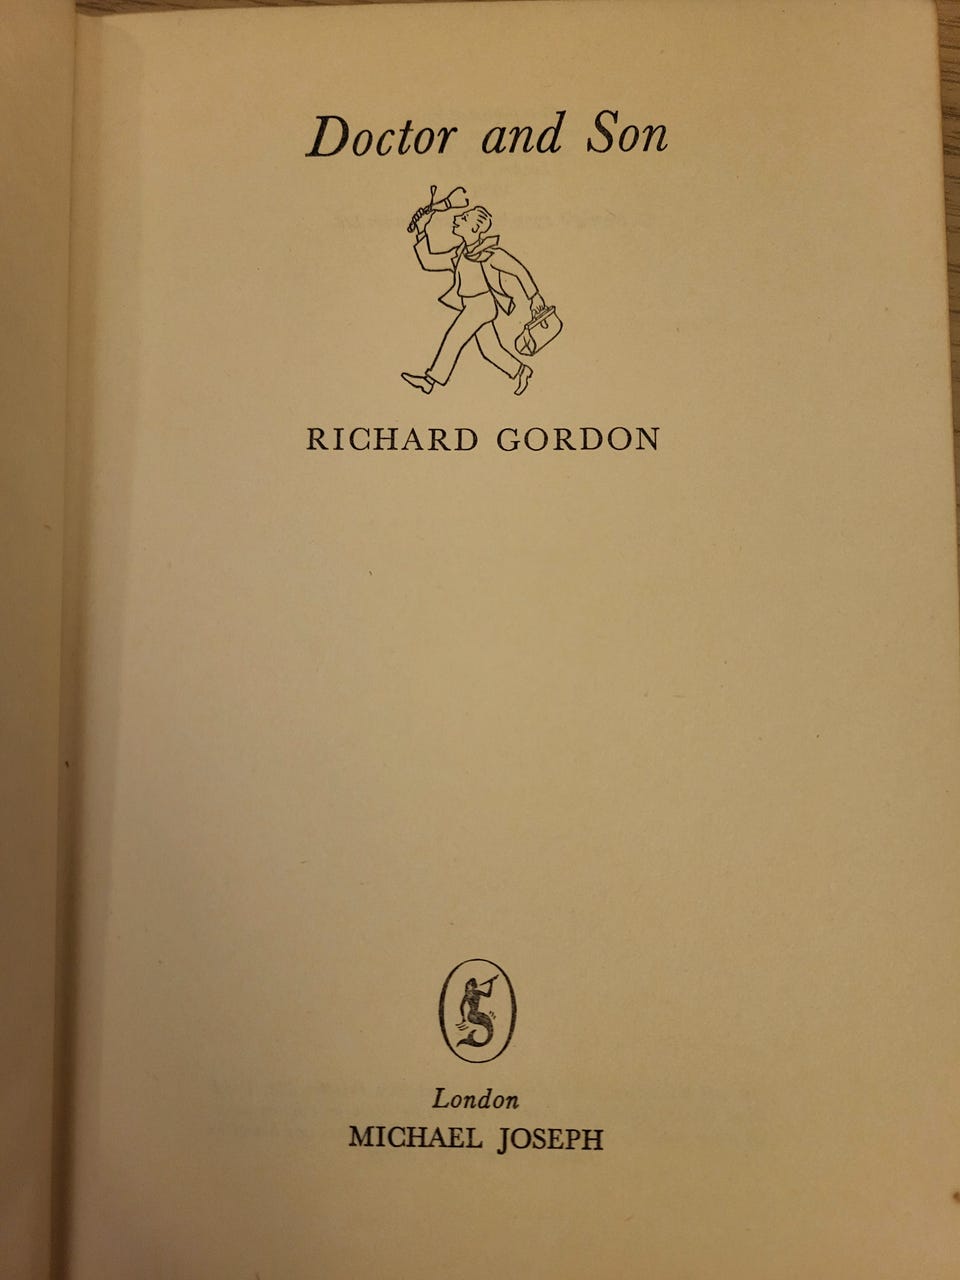 Doctor and Son
RICHARD GORDON
London
MICHAEL JOSEPH